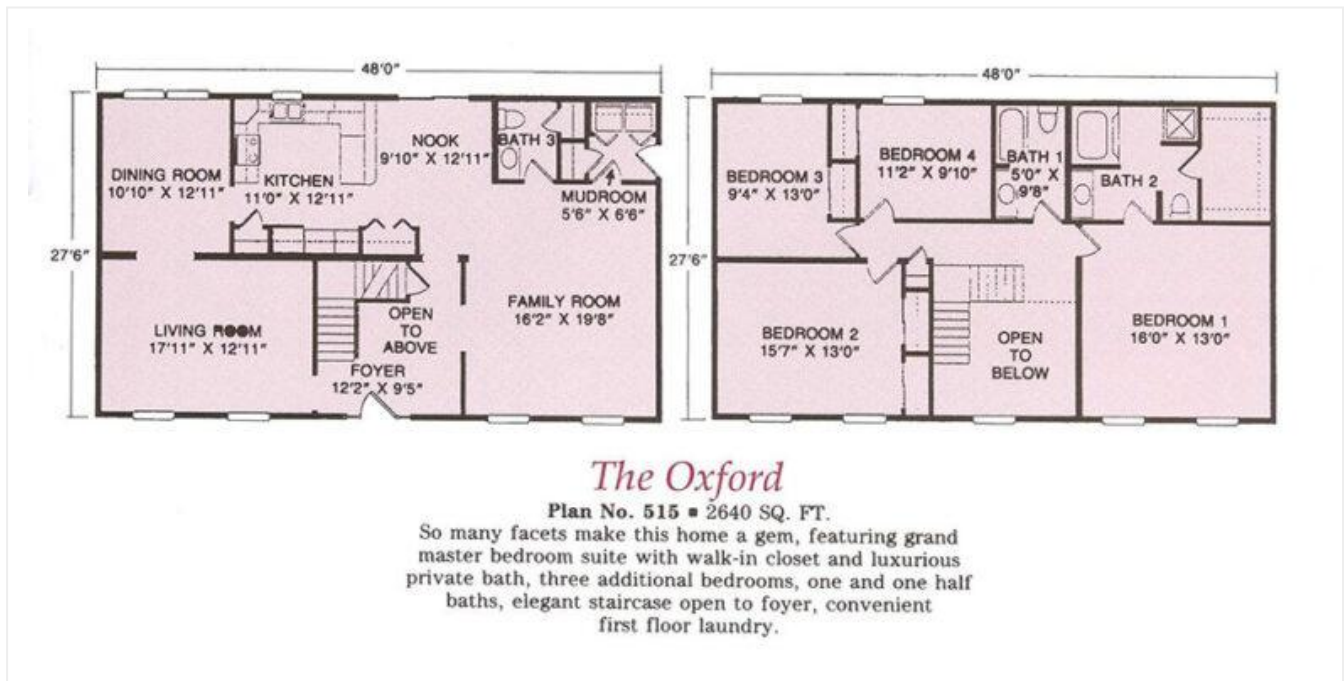 48'0"
48'0"
DINING ROOM
10'10" X 12'11"
KITCHEN
11'0" X 12'11"
NOOK
9'10" X 12'11"
BATH 3
MUDROOM
5'6" X 6'6"
27'6"
LIVING ROOM
17'11" X 12'11"
OPEN
TO
ABOVE
FOYER
12'2" X 9'5"
FAMILY ROOM
16'2" X 19'8"
BEDROOM 3
9'4" X 13'0"
BEDROOM 4
11'2" X 9'10"
BATH 1
5'0" X
9'8"
BATH 2
27'6"
BEDROOM 2
15'7" X 13'0"
OPEN
TO
BELOW
BEDROOM 1
16'0" X 13'0"
The Oxford
Plan No. 515 ▪ 2640 SQ. FT.
So many facets make this home a gem, featuring grand
master bedroom suite with walk-in closet and luxurious
private bath, three additional bedrooms, one and one half
baths, elegant staircase open to foyer, convenient
first floor laundry.